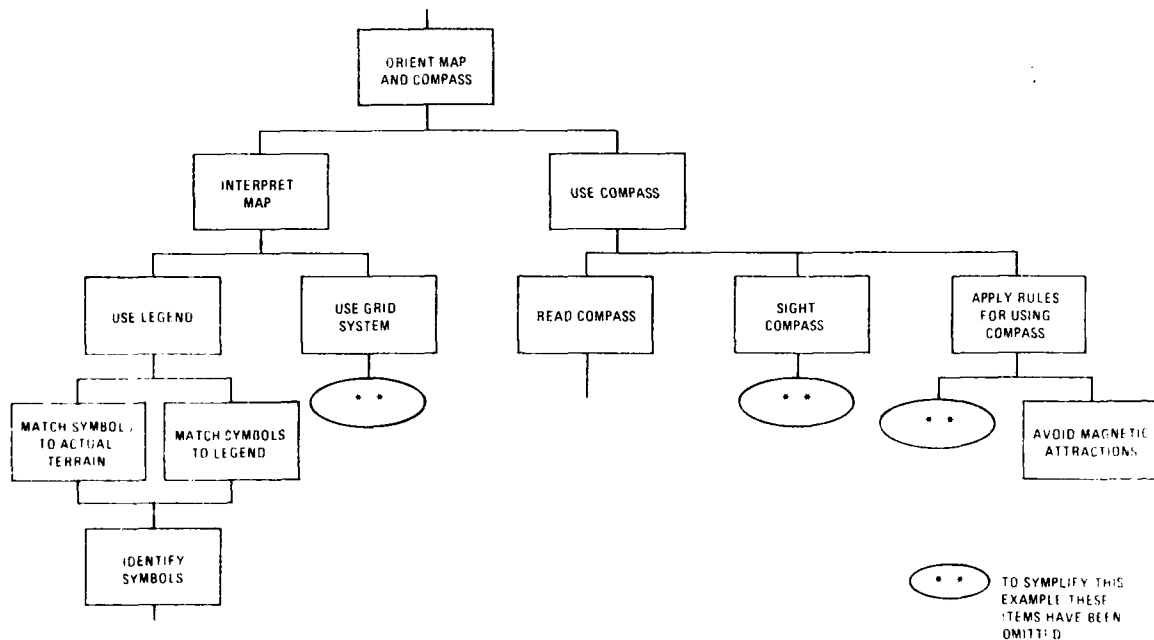 ORIENT MAP
AND COMPASS
INTERPRET
MAP
USE COMPASS
USE LEGEND
USE GRID
SYSTEM
READ COMPASS
SIGHT
COMPASS
APPLY RULES
FOR USING
COMPASS
* *
* *
* *
MATCH SYMBOLS
TO ACTUAL
TERRAIN
MATCH SYMBOLS
TO LEGEND
AVOID MAGNETIC
ATTRACTIONS
IDENTIFY
SYMBOLS
* *
TO SYMPLIFY THIS
EXAMPLE THESE
ITEMS HAVE BEEN
OMITTED